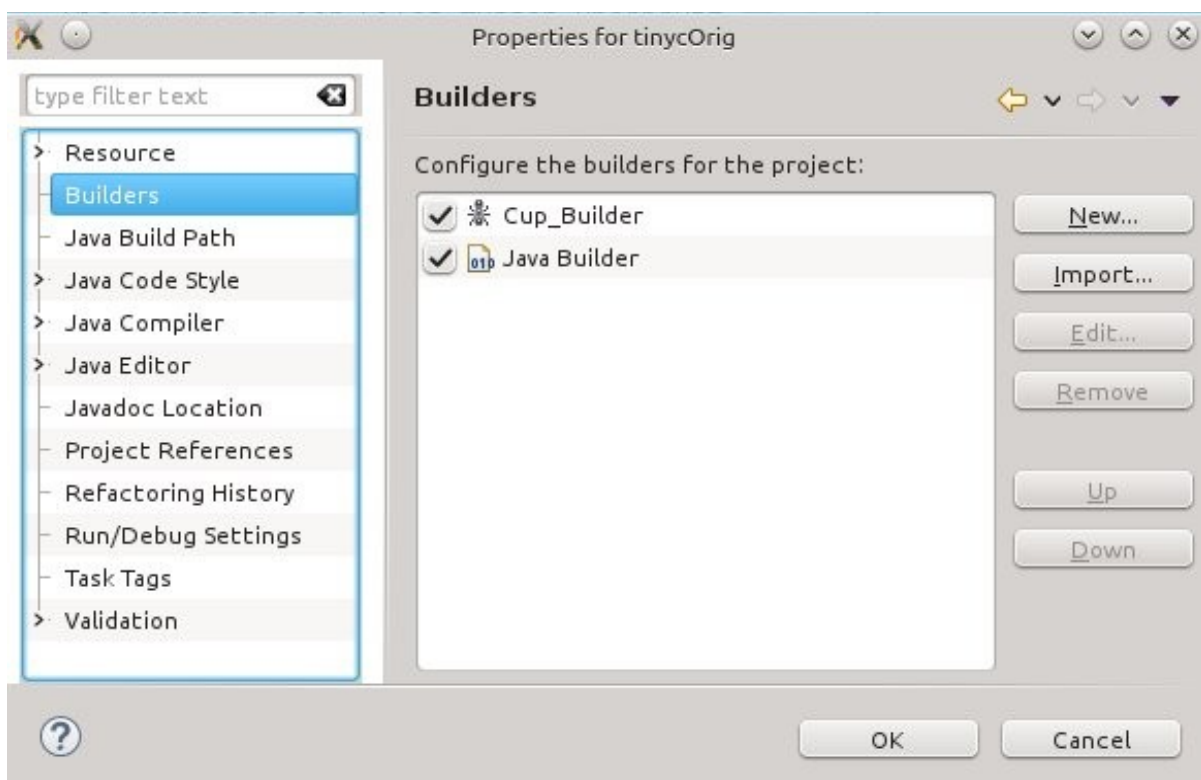 Properties for tinycOrig
type filter text
Resource
Builders
Java Build Path
Java Code Style
Java Compiler
Java Editor
Javadoc Location
Project References
Refactoring History
Run/Debug Settings
Task Tags
Validation
Builders
Configure the builders for the project:
Cup_Builder
Java Builder
New...
Import...
Edit...
Remove
Up
Down
?
OK
Cancel